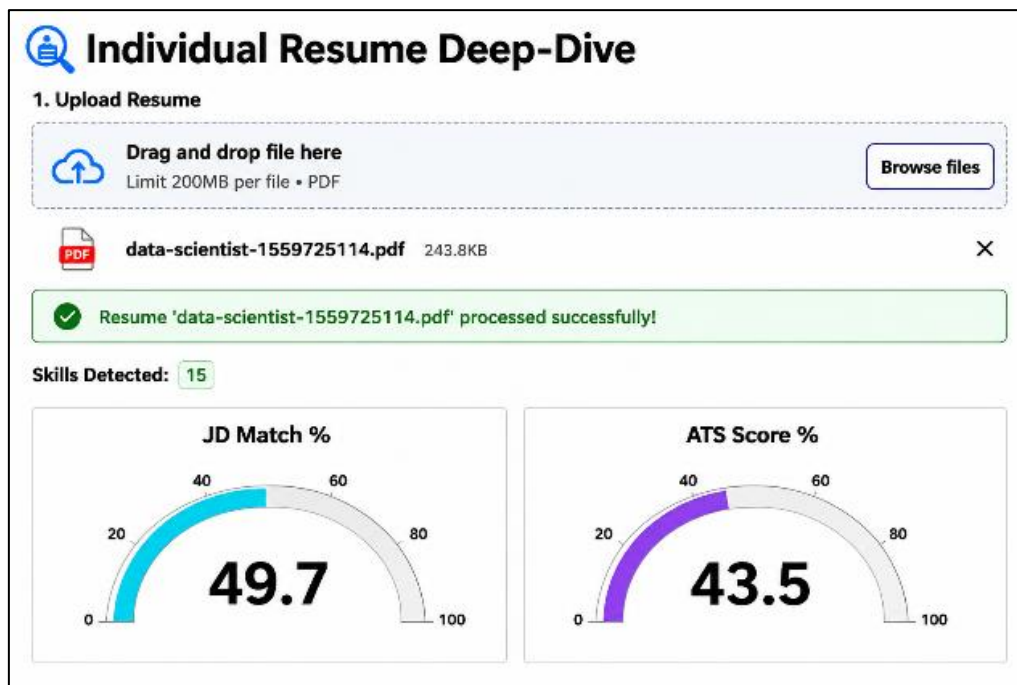 Individual Resume Deep-Dive
1. Upload Resume
Drag and drop file here
Limit 200MB per file • PDF
Browse files
PDF
data-scientist-1559725114.pdf 243.8KB
Resume 'data-scientist-1559725114.pdf' processed successfully!
Skills Detected: 15
JD Match %
0
20
40
60
80
100
49.7
ATS Score %
0
20
40
60
80
100
43.5